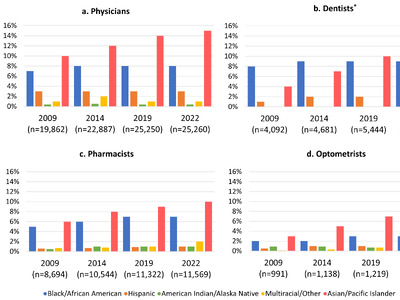 a. Physicians
16%
14%
12%
10%
8%
6%
4%
2%
0%
2009 2014 2019 2022
(n=19,862) (n=22,887) (n=25,250) (n=25,260)
b. Dentists*
16%
14%
12%
10%
8%
6%
4%
2%
0%
2009 2014 2019
(n=4,092) (n=4,681) (n=5,444)
c. Pharmacists
16%
14%
12%
10%
8%
6%
4%
2%
0%
2009 2014 2019 2022
(n=8,694) (n=10,544) (n=11,322) (n=11,569)
d. Optometrists
16%
14%
12%
10%
8%
6%
4%
2%
0%
2009 2014 2019
(n=991) (n=1,138) (n=1,219)
Black/African American Hispanic American Indian/Alaska Native Multiracial/Other Asian/Pacific Islander